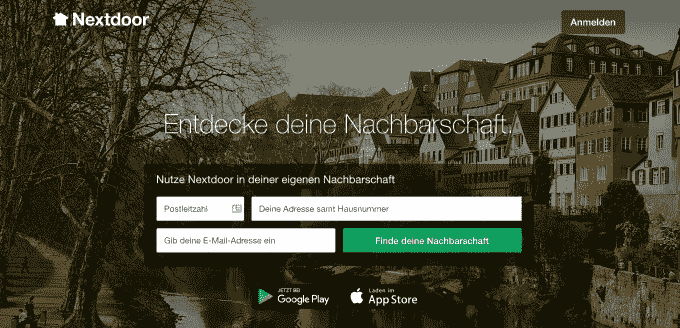 Nextdoor
Anmelden
Entdecke deine Nachbarschaft.
Nutze Nextdoor in deiner eigenen Nachbarschaft
Postleitzahl
Deine Adresse samt Hausnummer
Gib deine E-Mail-Adresse ein
Finde deine Nachbarschaft
JETZT BEI
Google Play
Laden im
App Store